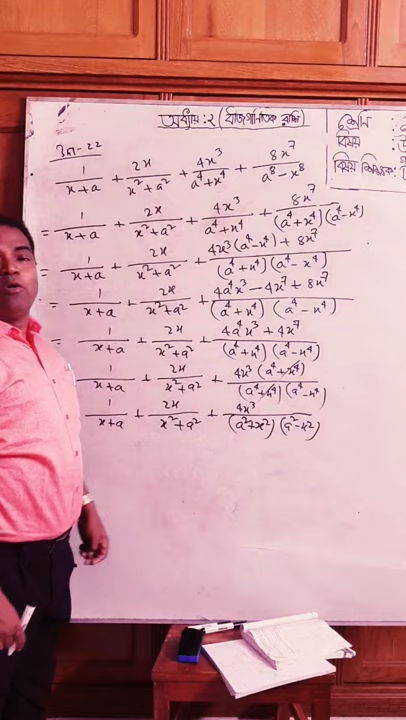 অধ্যায়: ২ (বীজগাণিতিক রাশি)
শ্রেণি :
বিষয় :
বিষয় শিক্ষক:
উদা-২২
1/(x+a) + 2x/(x²+a²) + 4x³/(a⁴+x⁴) + 8x⁷/(a⁸-x⁸)
= 1/(x+a) + 2x/(x²+a²) + 4x³/(a⁴+x⁴) + 8x⁷/(a⁴+x⁴)(a⁴-x⁴)
= 1/(x+a) + 2x/(x²+a²) + 4x³(a⁴-x⁴) + 8x⁷/(a⁴+x⁴)(a⁴-x⁴)
= 1/(x+a) + 2x/(x²+a²) + 4a⁴x³ - 4x⁷ + 8x⁷/(a⁴+x⁴)(a⁴-x⁴)
= 1/(x+a) + 2x/(x²+a²) + 4a⁴x³ + 4x⁷/(a⁴+x⁴)(a⁴-x⁴)
1/(x+a) + 2x/(x²+a²) + 4x³(a⁴+x⁴)/(a⁴+x⁴)(a⁴-x⁴)
1/(x+a) + 2x/(x²+a²) + 4x³/(a²+x²)(a²-x²)